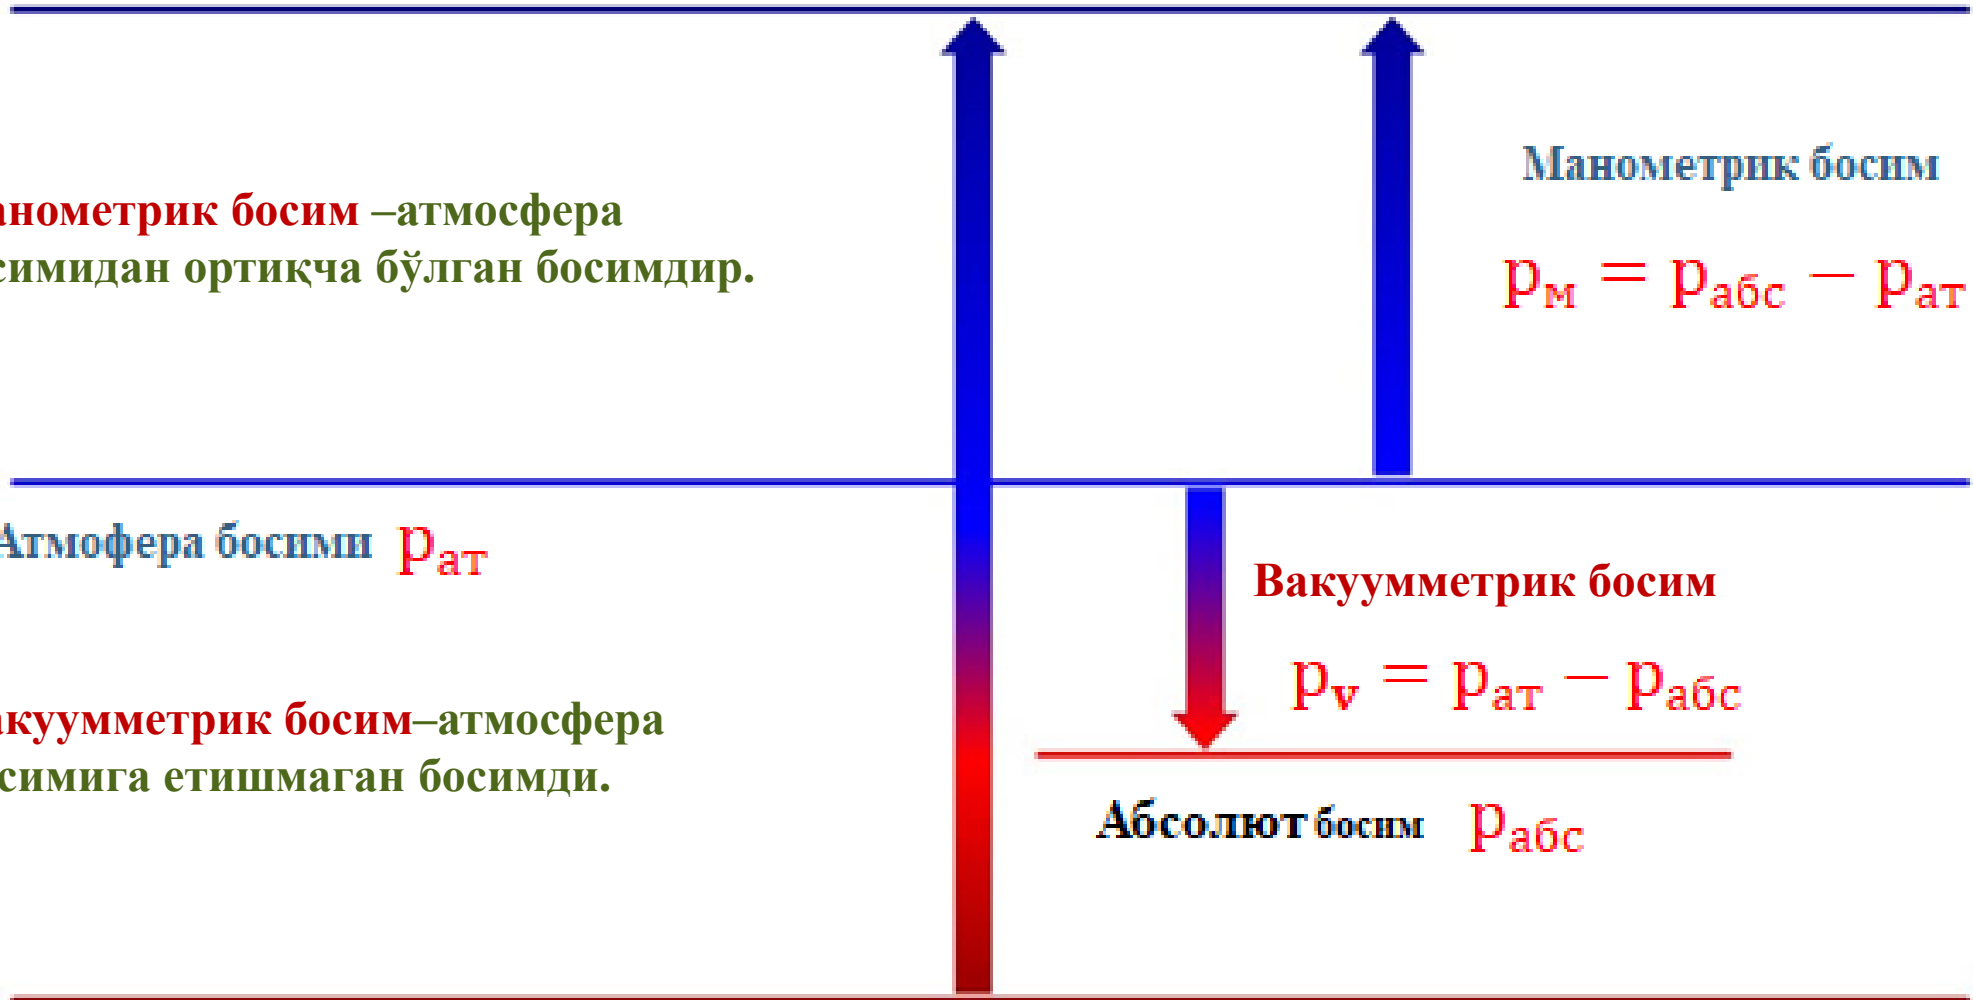 Манометрик босим
анометрик босим –атмосфера
симидан ортиқча бўлган босимдир.
pм = pабс − pат
Атмофера босими pат
Вакуумметрик босим
pv = pат − pабс
акуумметрик босим–атмосфера
симига етишмаган босимди.
Абсолют босим pабс